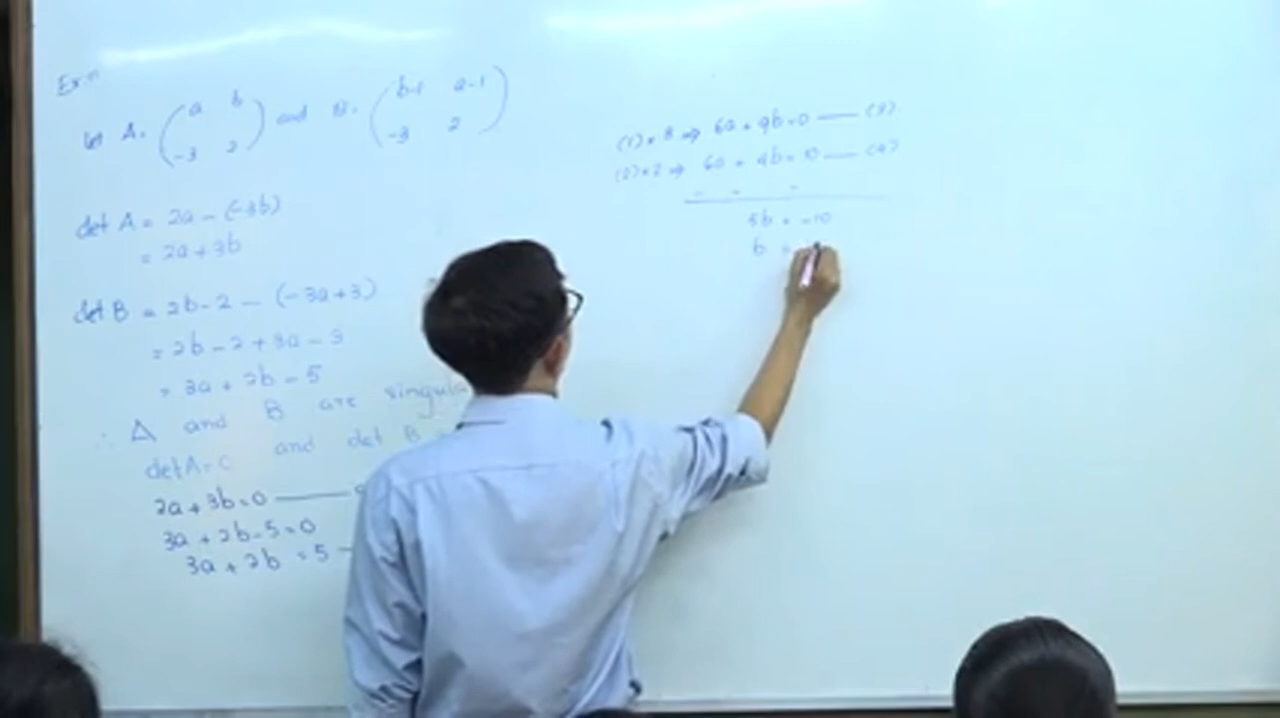 let A = ( a b -3 2 ) and B = ( b-1 a-1 -3 2 )
det A = 2a - (-3b)
= 2a + 3b
det B = 2b - 2 - (-3a + 3)
= 2b - 2 + 3a - 3
= 3a + 2b - 5
∴ A and B are singular
det A = 0 and det B
2a + 3b = 0 ———
3a + 2b - 5 = 0
3a + 2b = 5 -
(1) × 3 ⇒ 6a + 9b = 0 —— (3)
(2) × 2 ⇒ 6a + 4b = 10 —— (4)
- - -
5b = -10
b =